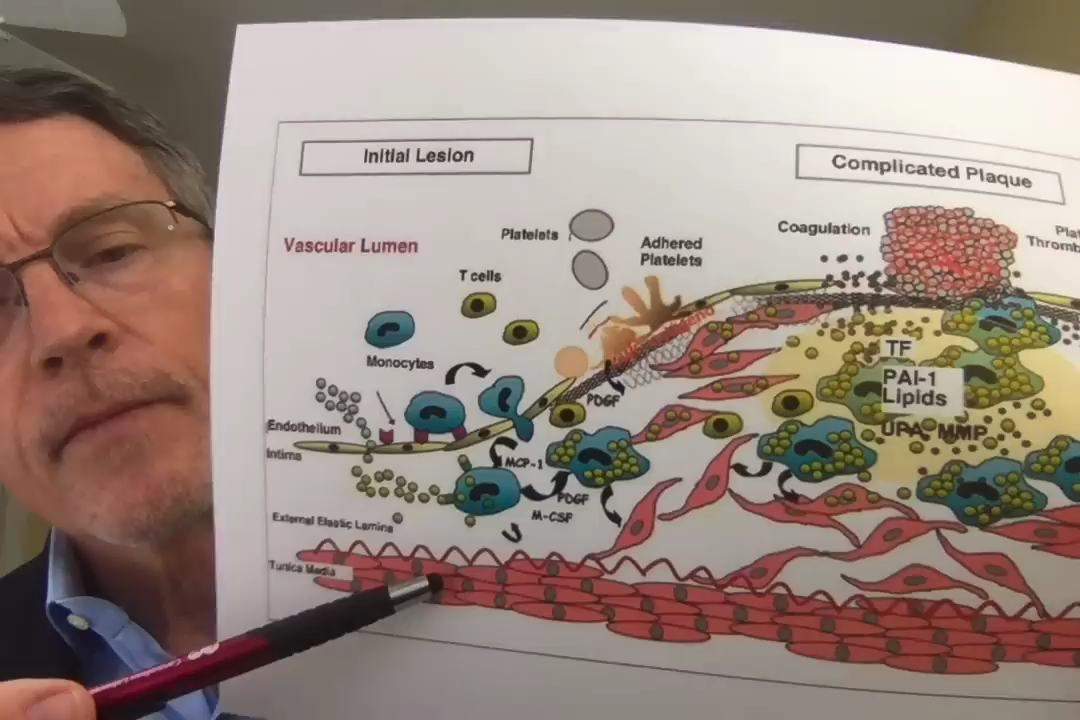 Initial Lesion
Complicated Plaque
Vascular Lumen
Platelets
Adhered
Platelets
Coagulation
T cells
Monocytes
TF
PAI-1
Lipids
UPA MMP
PDGF
Endothelium
Intima
MCP-1
PDGF
M-CSF
External Elastic Lamina
Tunica Media